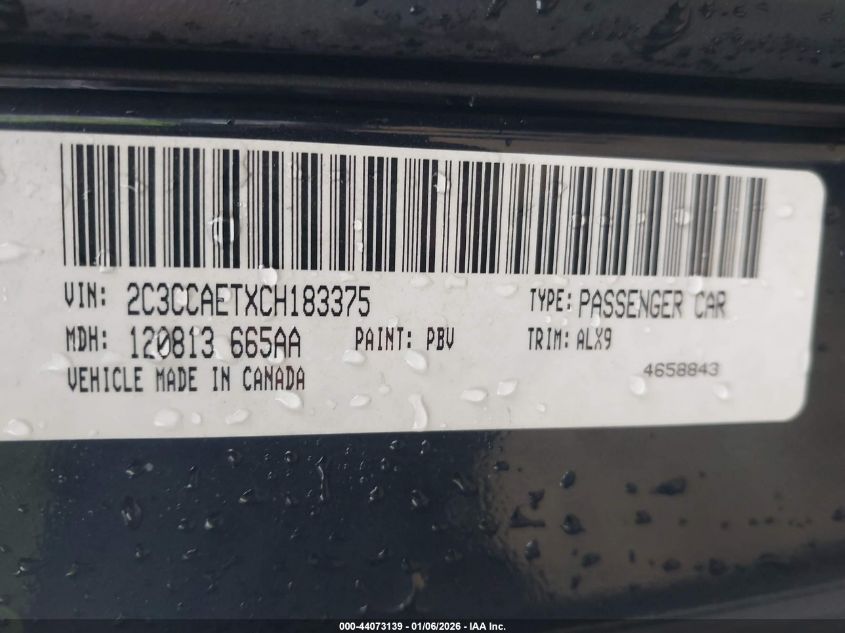 VIN: 2C3CCAETXCH183375 TYPE: PASSENGER CAR
MDH: 120813 665AA PAINT: PBV TRIM: ALX9
VEHICLE MADE IN CANADA 4658843
000-44073139 - 01/06/2026 - IAA Inc.